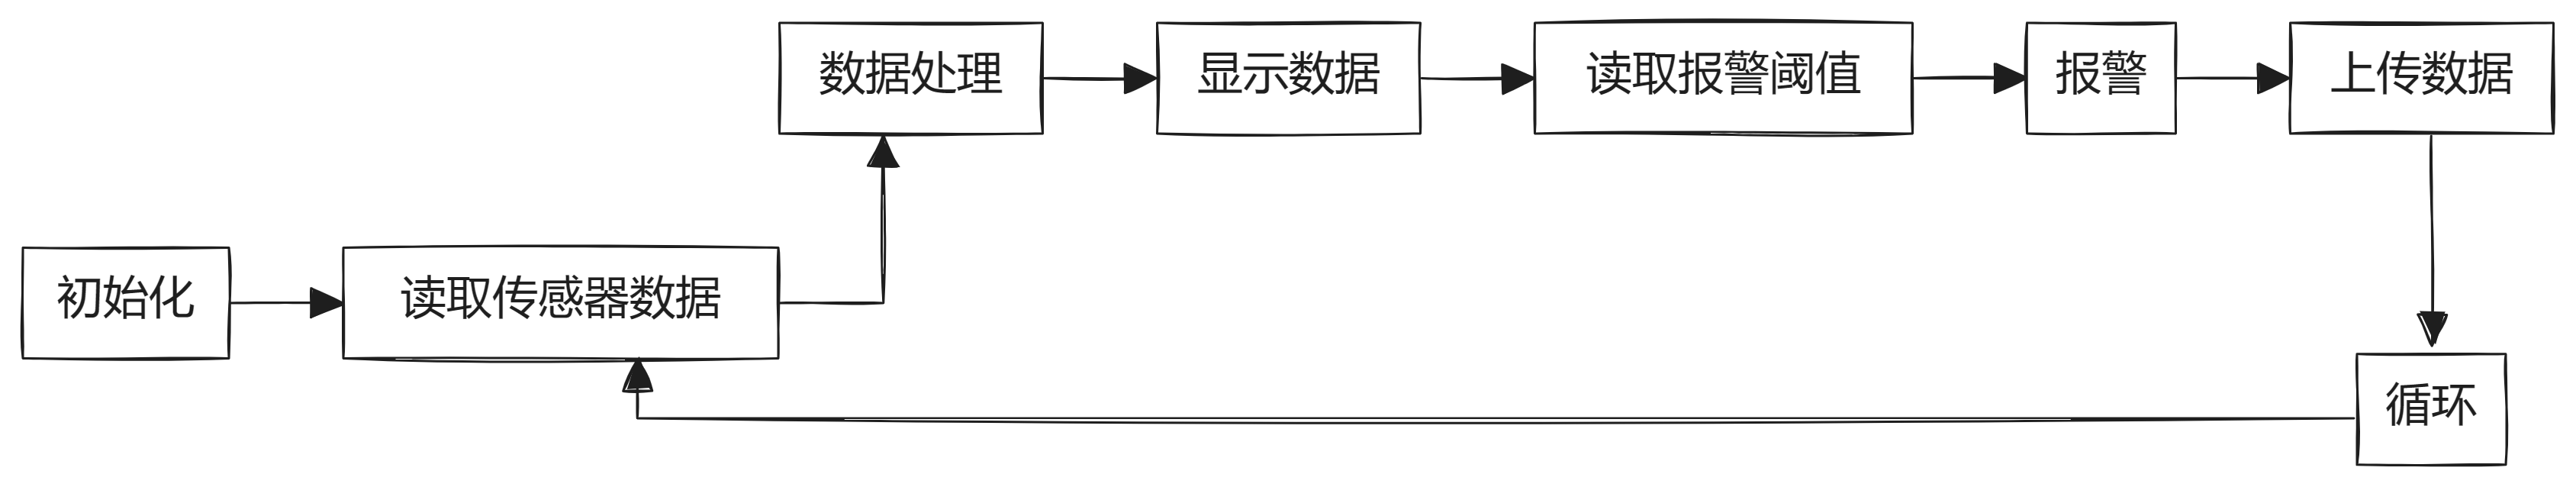 初始化
读取传感器数据
数据处理
显示数据
读取报警阈值
报警
上传数据
循环